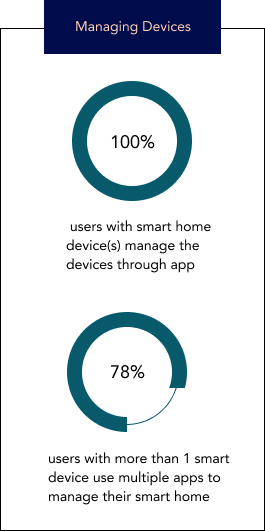 Managing Devices
100%
users with smart home
device(s) manage the
devices through app
78%
users with more than 1 smart
device use multiple apps to
manage their smart home